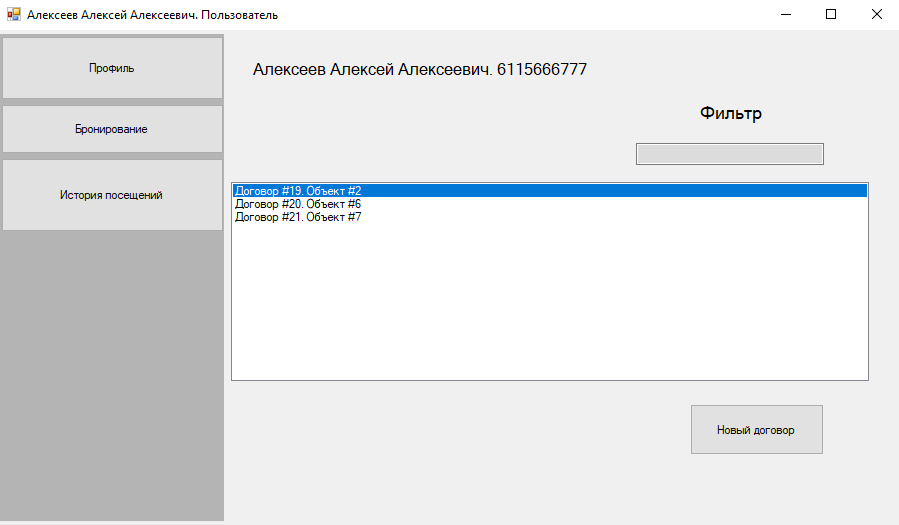 Алексеев Алексей Алексеевич. Пользователь
Профиль
Бронирование
История посещений
Алексеев Алексей Алексеевич. 6115666777
Фильтр
Договор #19. Объект #2
Договор #20. Объект #6
Договор #21. Объект #7
Новый договор